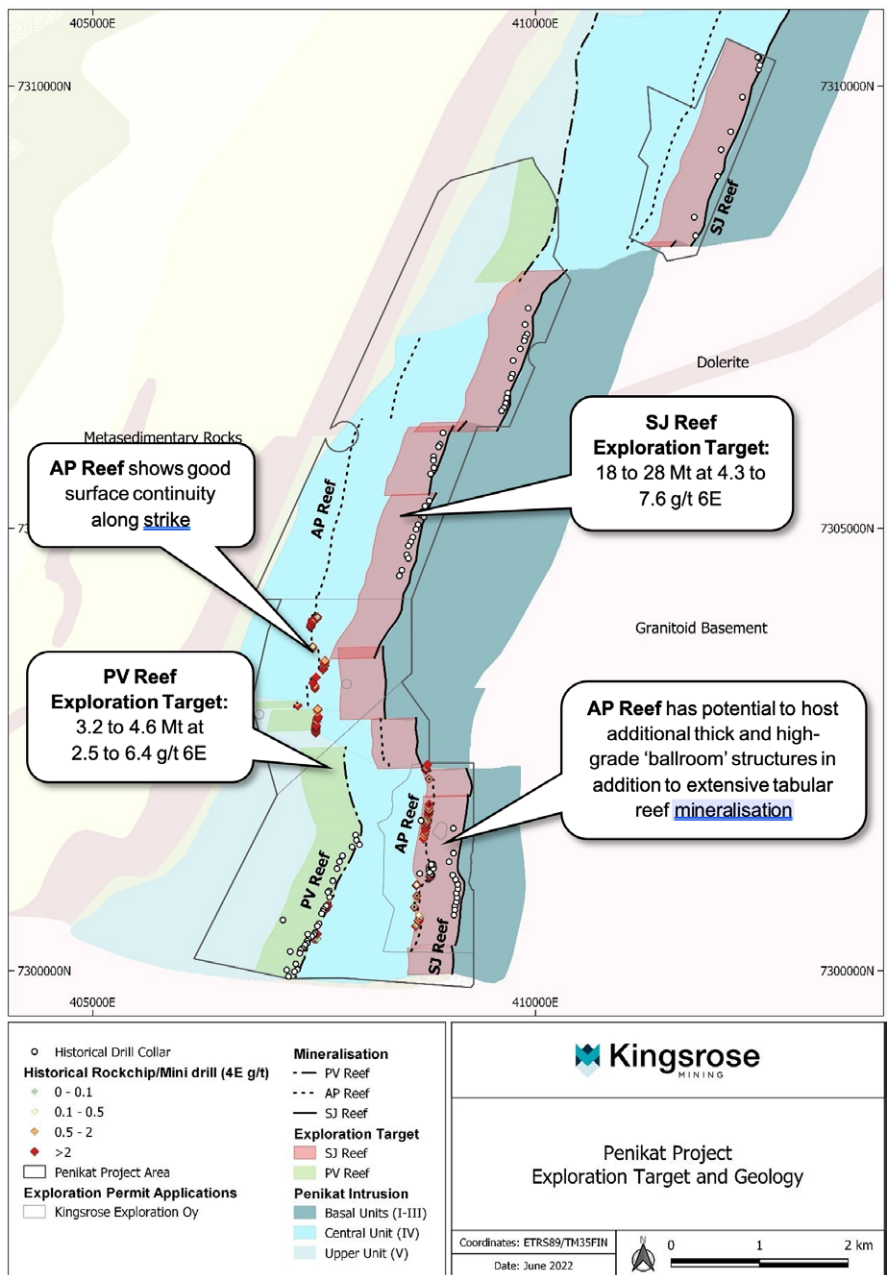 405000E
410000E
7310000N
7310000N
SJ Reef
Dolerite
SJ Reef
Exploration Target:
18 to 28 Mt at 4.3 to
7.6 g/t 6E
Metasedimentary Rocks
AP Reef shows good
surface continuity
along strike
AP Reef
7305000N
Granitoid Basement
PV Reef
Exploration Target:
3.2 to 4.6 Mt at
2.5 to 6.4 g/t 6E
AP Reef has potential to host
additional thick and high-
grade ‘ballroom’ structures in
addition to extensive tabular
reef mineralisation
AP Reef
PV Reef
SJ Reef
7300000N
7300000N
405000E
410000E
Historical Drill Collar
Historical Rockchip/Mini drill (4E g/t)
0 - 0.1
0.1 - 0.5
0.5 - 2
>2
Penikat Project Area
Exploration Permit Applications
Kingsrose Exploration Oy
Mineralisation
PV Reef
AP Reef
SJ Reef
Exploration Target
SJ Reef
PV Reef
Penikat Intrusion
Basal Units (I-III)
Central Unit (IV)
Upper Unit (V)
Kingsrose
MINING
Penikat Project
Exploration Target and Geology
Coordinates: ETRS89/TM35FIN
Date: June 2022
N
0 1 2 km